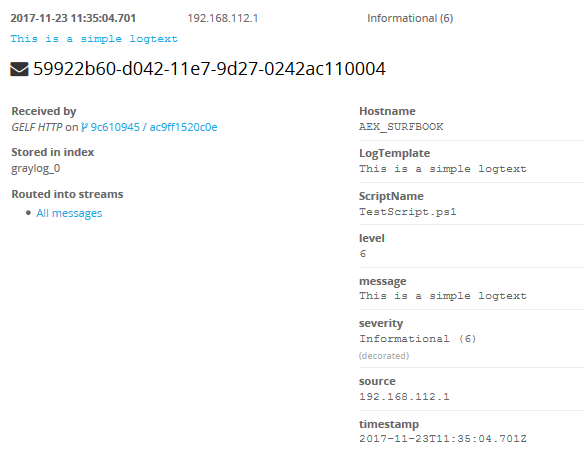 2017-11-23 11:35:04.701 192.168.112.1 Informational (6)
This is a simple logtext
59922b60-d042-11e7-9d27-0242ac110004
Received by
GELF HTTP on 9c610945 / ac9ff1520c0e
Stored in index
graylog_0
Routed into streams
• All messages
Hostname
AEX_SURFBOOK
LogTemplate
This is a simple logtext
ScriptName
TestScript.ps1
level
6
message
This is a simple logtext
severity
Informational (6)
(decorated)
source
192.168.112.1
timestamp
2017-11-23T11:35:04.701Z